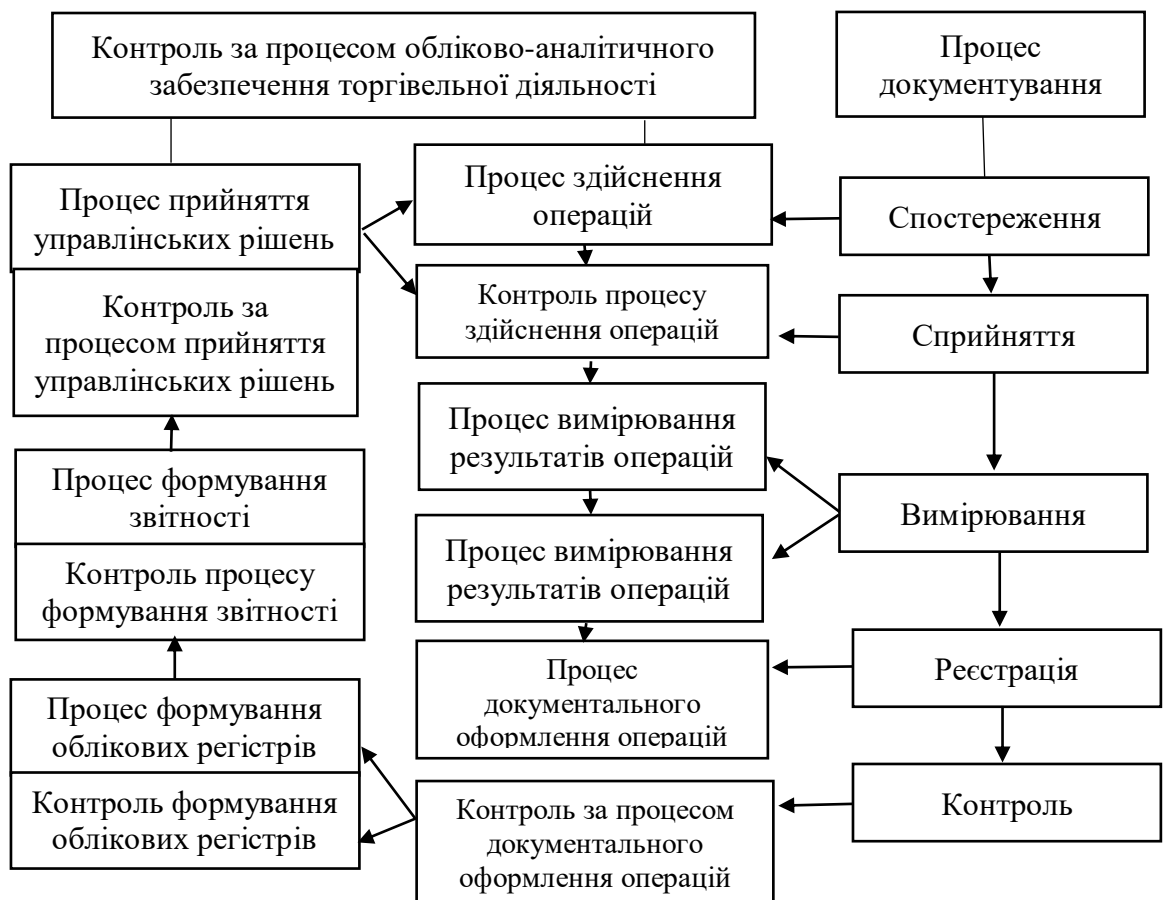 Контроль за процесом обліково-аналітичного
забезпечення торгівельної діяльності
Процес
документування
Процес прийняття
управлінських рішень
Контроль за
процесом прийняття
управлінських рішень
Процес формування
звітності
Контроль процесу
формування звітності
Процес формування
облікових регістрів
Контроль формування
облікових регістрів
Процес здійснення
операцій
Контроль процесу
здійснення операцій
Процес вимірювання
результатів операцій
Процес вимірювання
результатів операцій
Процес
документального
оформлення операцій
Контроль за процесом
документального
оформлення операцій
Спостереження
Сприйняття
Вимірювання
Реєстрація
Контроль